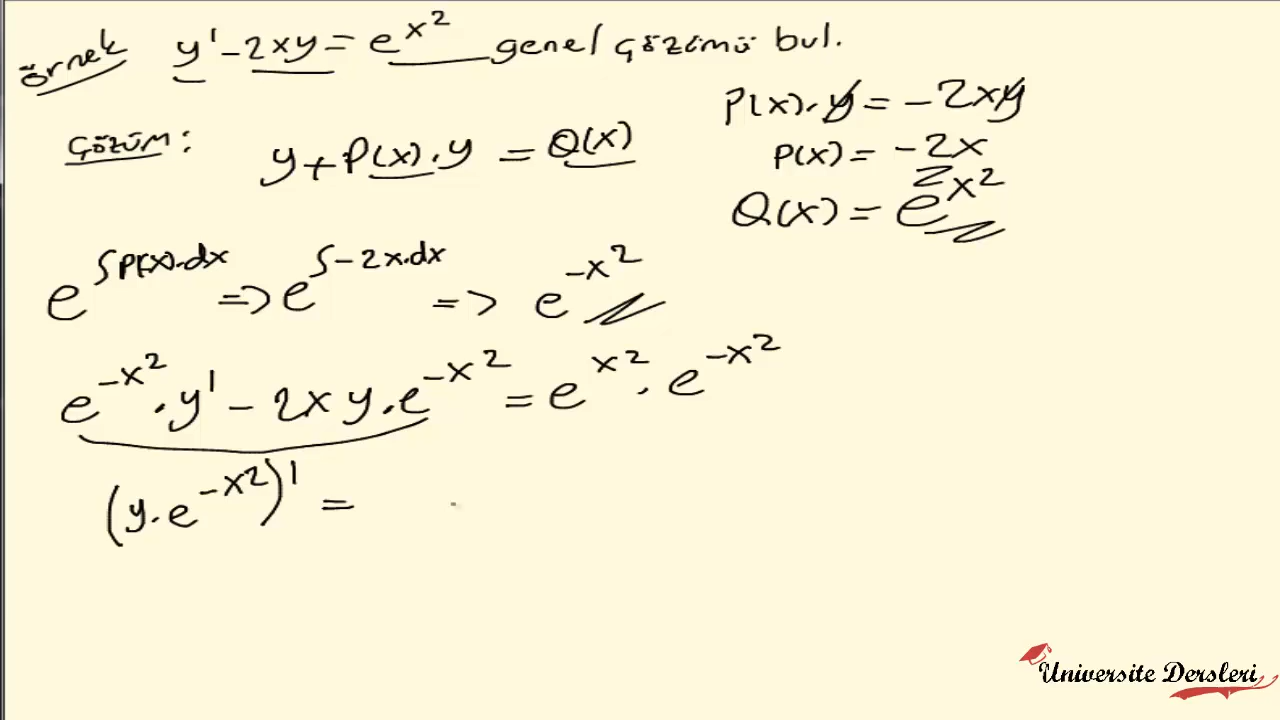 örnek y' - 2xy = e^x² genel çözümü bul.
P(x).y = -2xy
Çözüm: y + P(x).y = Q(x)
P(x) = -2x
Q(x) = e^x²
e^∫P(x).dx => e^∫-2x.dx => e^-x²
e^-x² . y' - 2xy . e^-x² = e^x² . e^-x²
(y.e^-x²)' =
Universite Dersleri